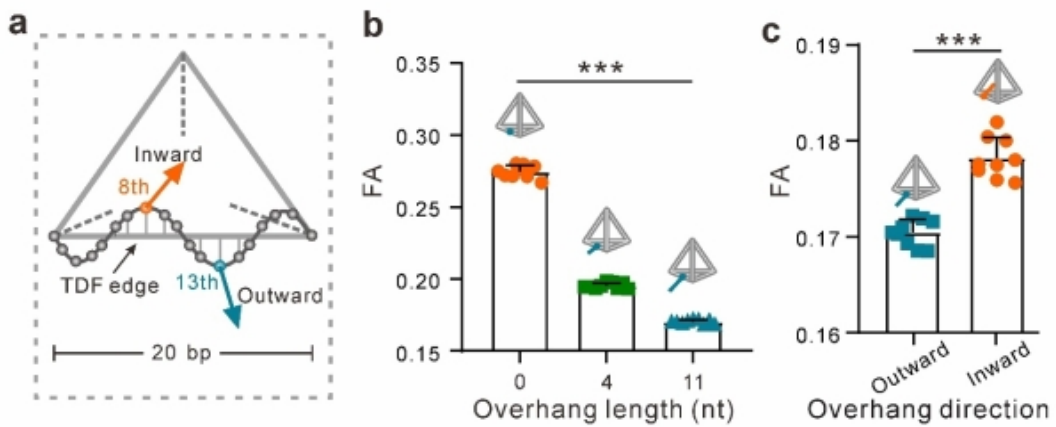 a
Inward
8th
TDF edge
13th
Outward
20 bp
b
FA
0.35
0.30
0.25
0.20
0.15
***
0
4
11
Overhang length (nt)
c
FA
0.19
0.18
0.17
0.16
***
Outward
Inward
Overhang direction